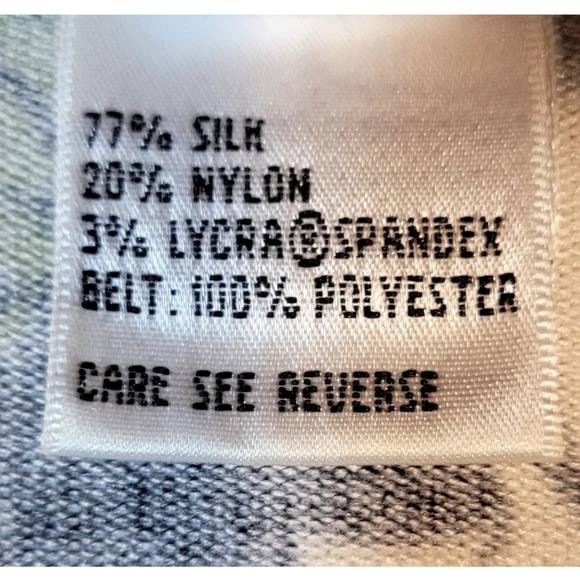 77% SILK
20% NYLON
3% LYCRA®SPANDEX
BELT: 100% POLYESTER
CARE SEE REVERSE